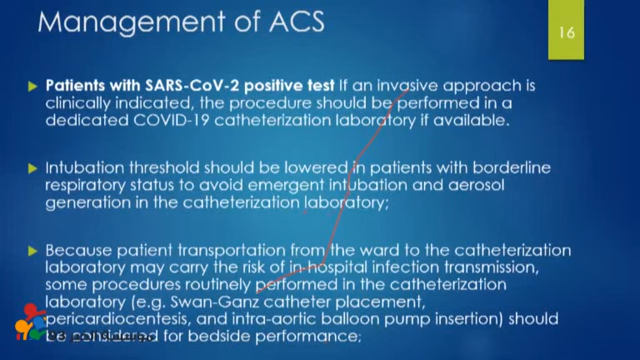 Management of ACS
16
Patients with SARS-CoV-2 positive test If an invasive approach is
clinically indicated, the procedure should be performed in a
dedicated COVID-19 catheterization laboratory if available.
Intubation threshold should be lowered in patients with borderline
respiratory status to avoid emergent intubation and aerosol
generation in the catheterization laboratory;
Because patient transportation from the ward to the catheterization
laboratory may carry the risk of in-hospital infection transmission,
some procedures routinely performed in the catheterization
laboratory (e.g. Swan-Ganz catheter placement,
pericardiocentesis, and intra-aortic balloon pump insertion) should
be considered for bedside performance;